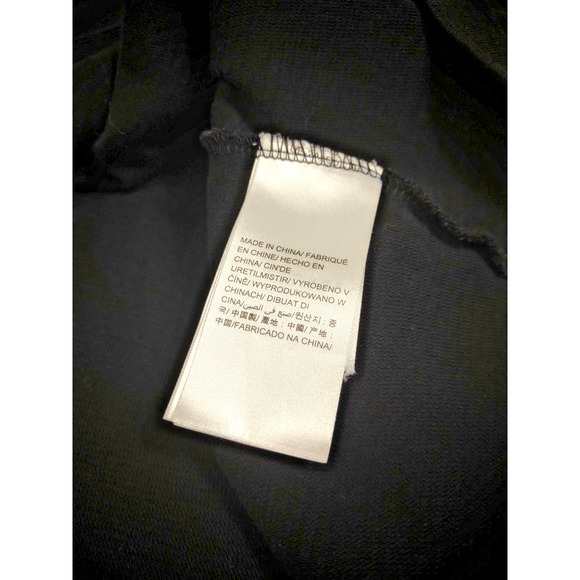 MADE IN CHINA/ FABRIQUÉ
EN CHINE/ HECHO EN
CHINA/ CIN'DE
URETILMISTIR/ VYROBENO V
ČÍNĚ/ WYPRODUKOWANO W
CHINACH/ DIBUAT DI
CINA/صنع في الصين/원산지 : 중
국/ 中国製/ 產地 : 中國/ 产地 :
中国/FABRICADO NA CHINA/